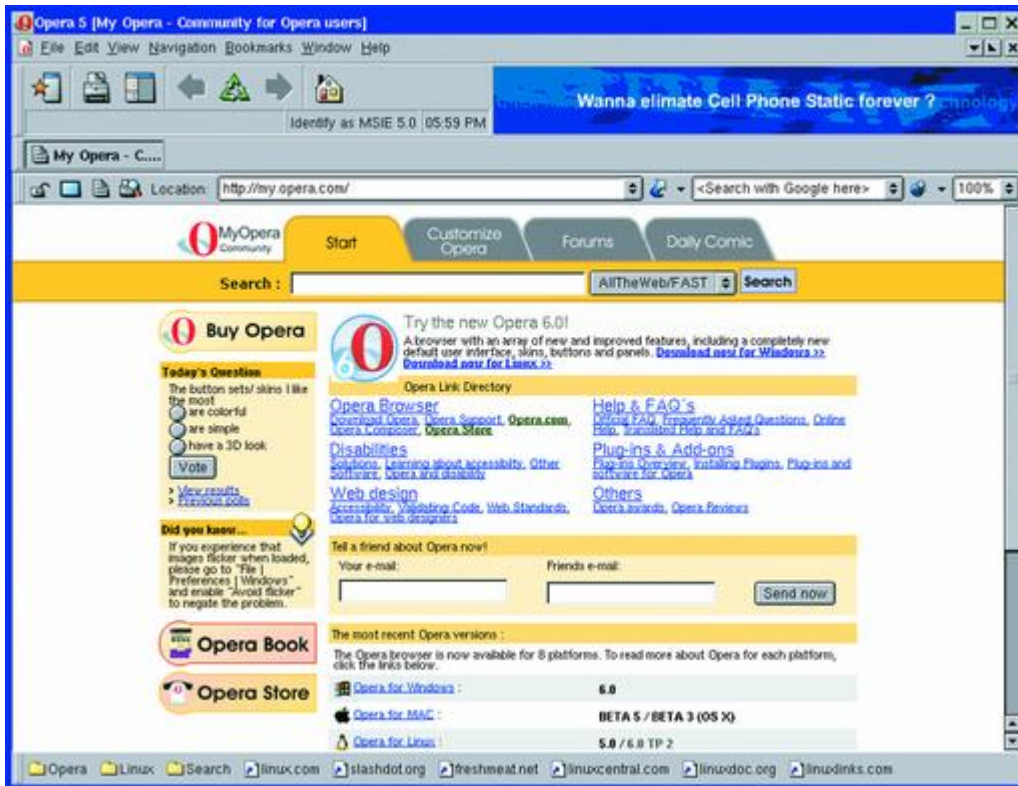 Opera 5 [My Opera - Community for Opera users]
File Edit View Navigation Bookmarks Window Help
Wanna elimate Cell Phone Static forever ?
chnology
Identify as MSIE 5.0 05:59 PM
My Opera - C....
Location: http://my.opera.com/ <Search with Google here> 100%
MyOpera
Community
Start
Customize
Opera
Forums
Daily Comic
Search : AllTheWeb/FAST Search
Buy Opera
Today's Question
The button sets/ skins I like
the most
are colorful
are simple
have a 3D look
Vote
> View results
> Previous polls
Did you know...
If you experience that
images flicker when loaded,
please go to "File |
Preferences | Windows"
and enable "Avoid flicker"
to negate the problem.
Opera Book
Opera Store
Try the new Opera 6.0!
A browser with an array of new and improved features, including a completely new
default user interface, skins, buttons and panels. Download now for Windows >>
Download now for Linux >>
Opera Link Directory
Opera Browser
Download Opera, Opera Support, Opera.com,
Opera Composer, Opera Store
Help & FAQ's
Official FAQ, Frequently Asked Questions, Online
Help, Translated Help and FAQ's
Disabilities
Solutions, Learning about accessibilty, Other
Software, Opera and disability
Plug-ins & Add-ons
Plug-ins Overview, Installing Plugins, Plug-ins and
software for Opera
Web design
Accessibility, Validating Code, Web Standards,
Opera for web designers
Others
Opera awards, Opera Reviews
Tell a friend about Opera now!
Your e-mail: Friends e-mail:
Send now
The most recent Opera versions :
The Opera browser is now available for 8 platforms. To read more about Opera for each platform,
click the links below.
Opera for Windows : 6.0
Opera for MAC : BETA 5 / BETA 3 (OS X)
Opera for Linux : 5.0 / 6.0 TP 2
Opera Linux Search linux.com slashdot.org freshmeat.net linuxcentral.com linuxdoc.org linuxlinks.com